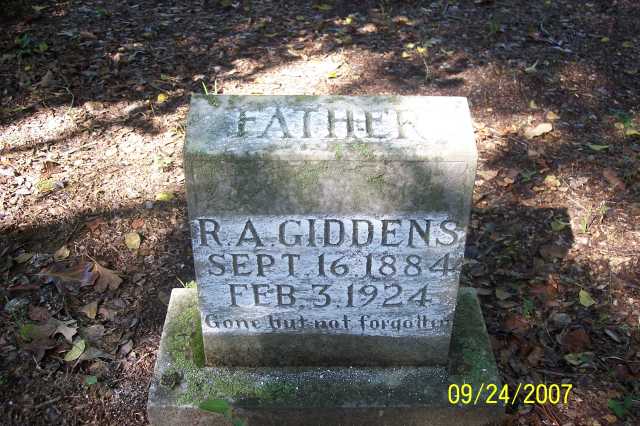 FATHER
R.A. GIDDENS
SEPT. 16, 1884
FEB. 3, 1924
Gone but not forgotten
09/24/2007